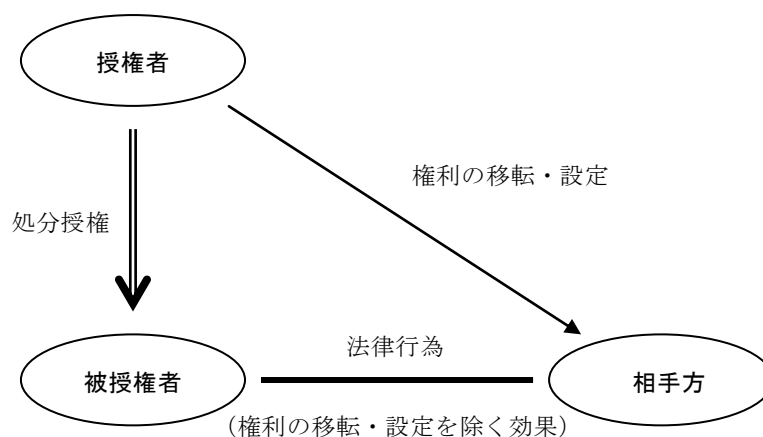 授権者
権利の移転・設定
処分授権
法律行為
被授権者
相手方
（権利の移転・設定を除く効果）